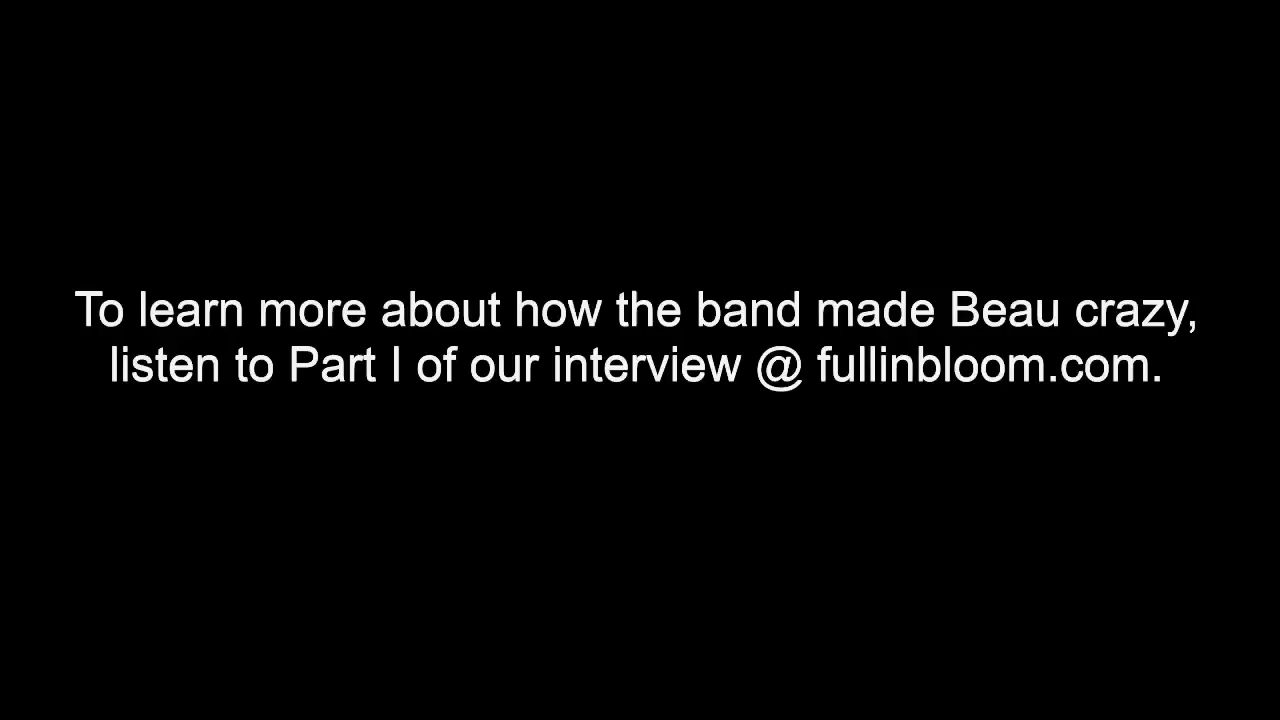 To learn more about how the band made Beau crazy,
listen to Part I of our interview @ fullinbloom.com.